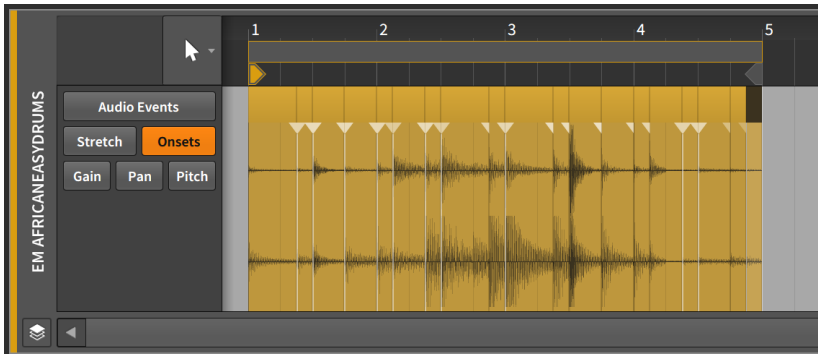 1 2 3 4 5
EM AFRICANEASYDRUMS
Audio Events
Stretch Onsets
Gain Pan Pitch